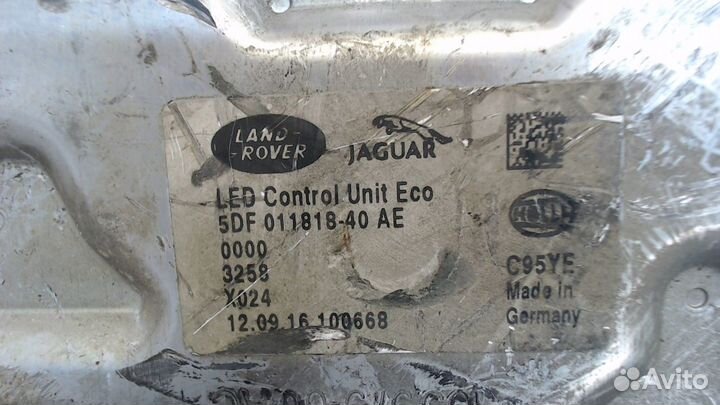 LAND-
-ROVER
JAGUAR
LED Control Unit Eco
5DF 011818-40 AE
0000
3258
X024
12.09.16 100668
HELLA
C95YE
Made in
Germany
Avito